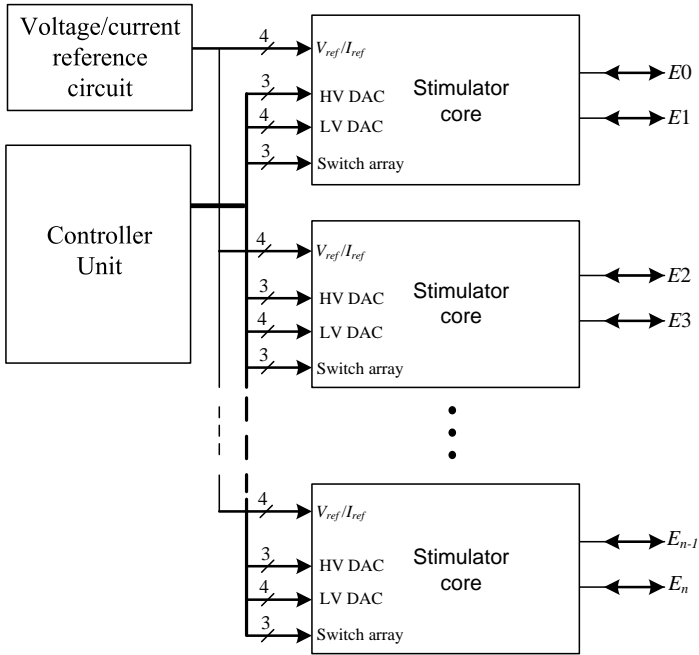 Voltage/current
reference
circuit
4
Vref/Iref
3
HV DAC
4
LV DAC
3
Switch array
Stimulator
core
E0
E1
Controller
Unit
4
Vref/Iref
3
HV DAC
4
LV DAC
3
Switch array
Stimulator
core
E2
E3
4
Vref/Iref
3
HV DAC
4
LV DAC
3
Switch array
Stimulator
core
En-1
En